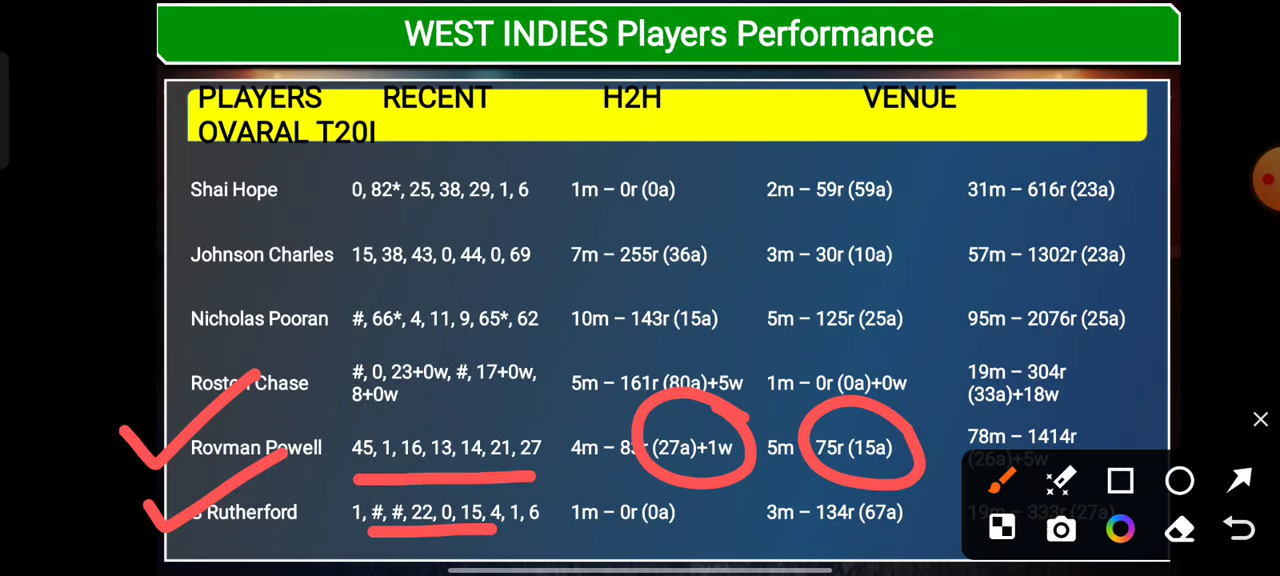 WEST INDIES Players Performance
PLAYERS RECENT H2H VENUE
OVARAL T20I
Shai Hope 0, 82*, 25, 38, 29, 1, 6 1m – 0r (0a) 2m – 59r (59a) 31m – 616r (23a)
Johnson Charles 15, 38, 43, 0, 44, 0, 69 7m – 255r (36a) 3m – 30r (10a) 57m – 1302r (23a)
Nicholas Pooran #, 66*, 4, 11, 9, 65*, 62 10m – 143r (15a) 5m – 125r (25a) 95m – 2076r (25a)
Roston Chase #, 0, 23+0w, #, 17+0w, 8+0w 5m – 161r (80a)+5w 1m – 0r (0a)+0w 19m – 304r (33a)+18w
Rovman Powell 45, 1, 16, 13, 14, 21, 27 4m – (27a)+1w 5m 75r (15a) 78m – 1414r (26a)+5w
Rutherford 1, #, #, 22, 0, 15, 4, 1, 6 1m – 0r (0a) 3m – 134r (67a) 19m – 333r (27a)